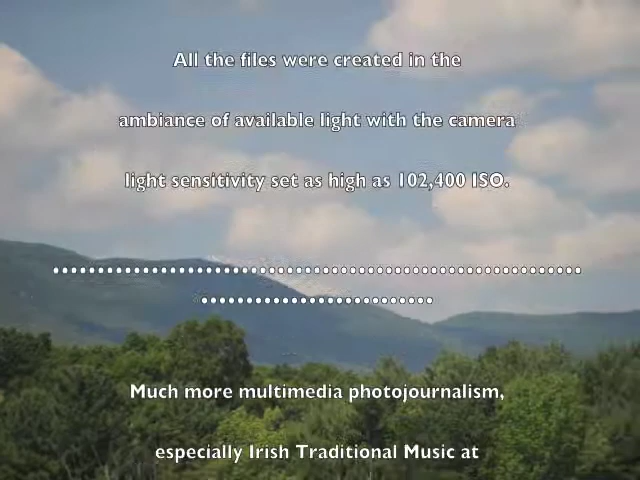 All the files were created in the
ambiance of available light with the camera
light sensitivity set as high as 102,400 ISO.
••••••••••••••••••••••••••••••••••••••••••••••••••••••••••••
••••••••••••••••••••••••••
Much more multimedia photojournalism,
especially Irish Traditional Music at